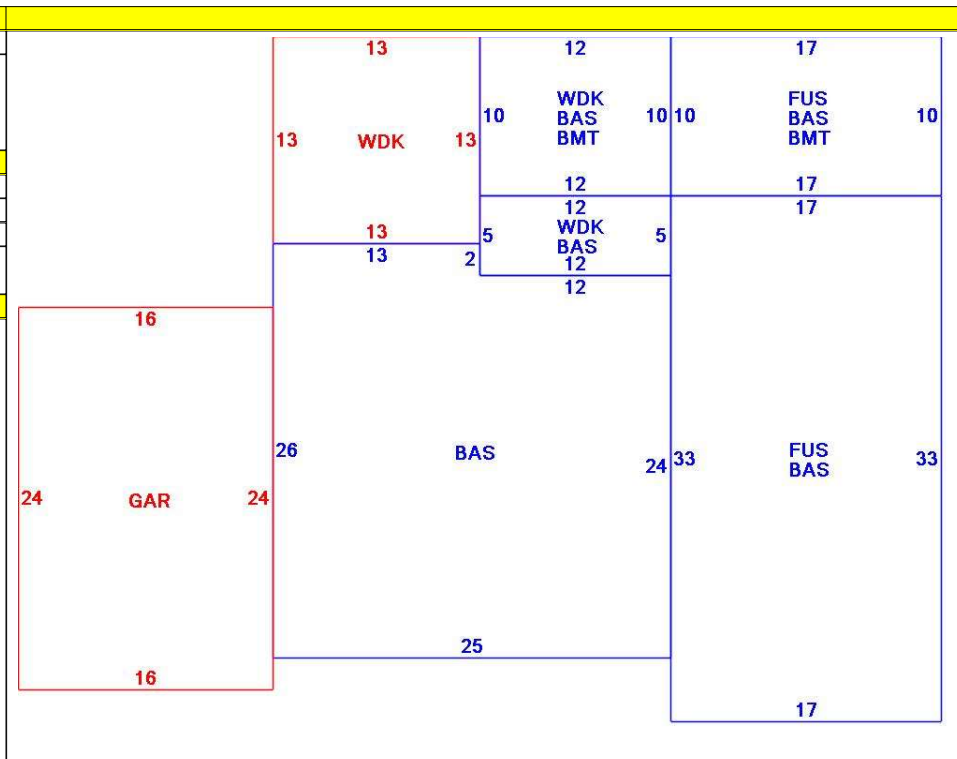 13 12 17
WDK
BAS
BMT
FUS
BAS
BMT
10 10 10 10
13 WDK 13
12 17
12 17
WDK
BAS
5 5
13
13 2
12
12
16
26 BAS 24 33
FUS
BAS
33
24 GAR 24
25
16
17